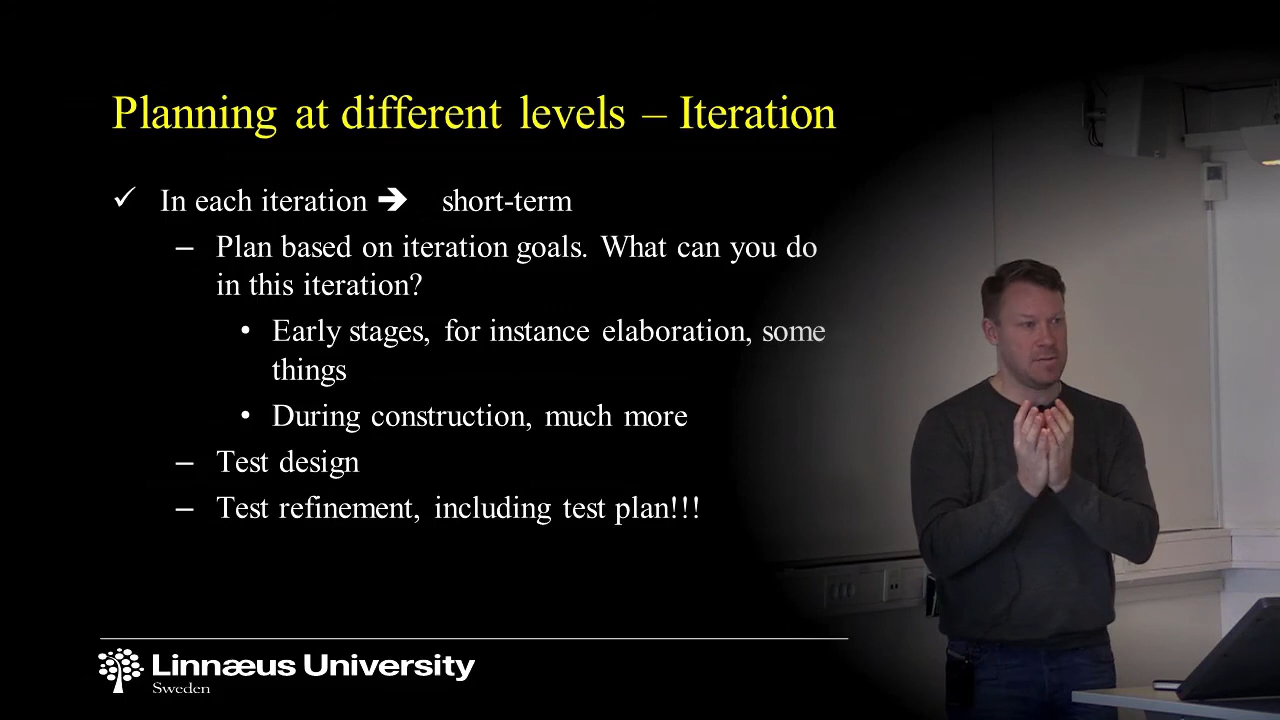 Planning at different levels – Iteration
✓ In each iteration ➔ short-term
– Plan based on iteration goals. What can you do
in this iteration?
• Early stages, for instance elaboration, some
things
• During construction, much more
– Test design
– Test refinement, including test plan!!!
Linnæus University
Sweden